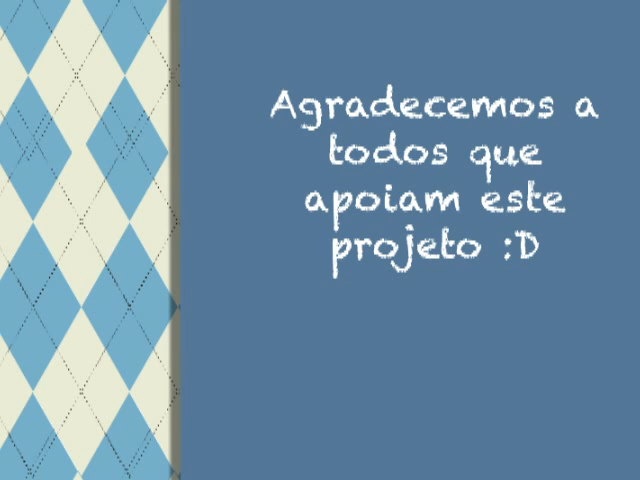 Agradecemos a
todos que
apoiam este
projeto :D